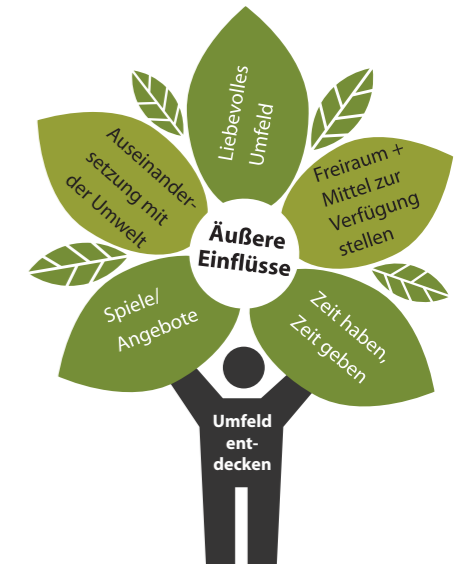 Liebevolles
Umfeld
Auseinander-
setzung mit
der Umwelt
Freiraum +
Mittel zur
Verfügung
stellen
Äußere
Einflüsse
Spiele/
Angebote
Zeit haben,
Zeit geben
Umfeld
ent-
decken